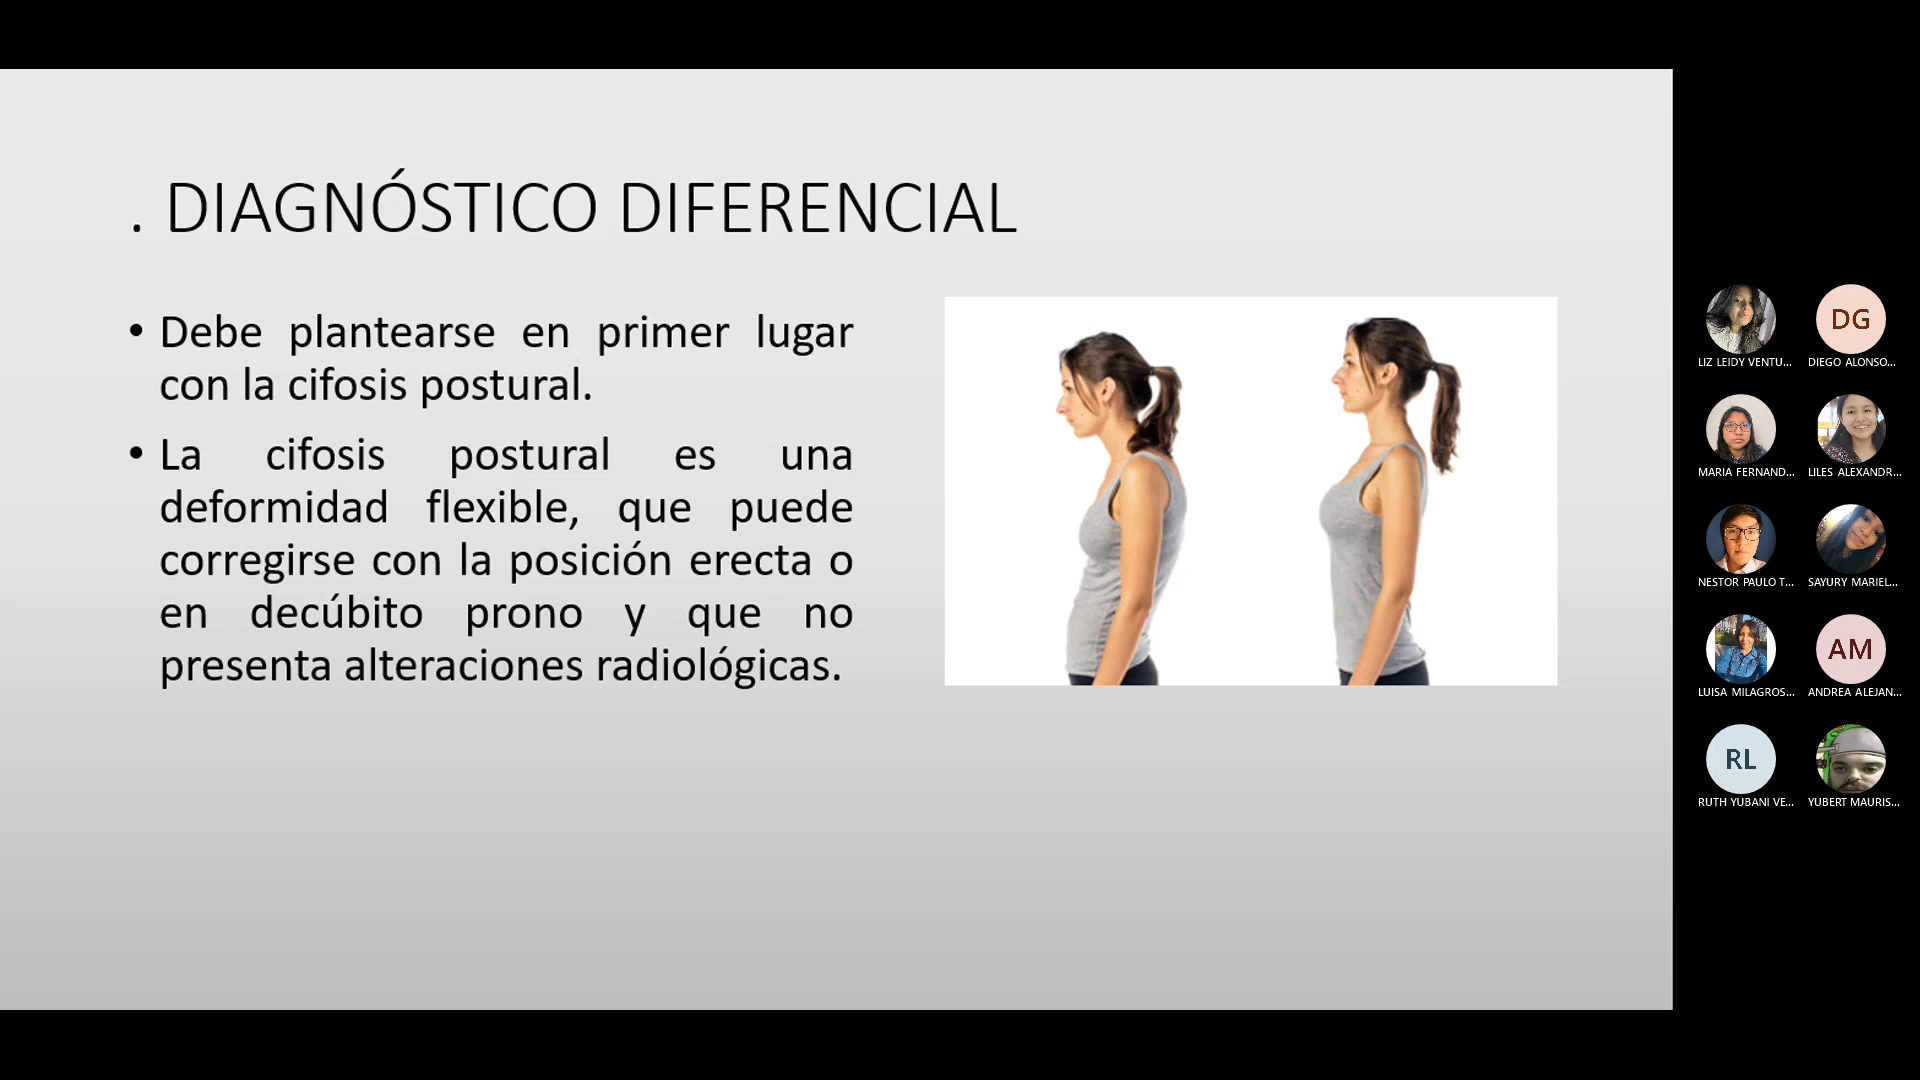 . DIAGNÓSTICO DIFERENCIAL
• Debe plantearse en primer lugar
con la cifosis postural.
• La cifosis postural es una
deformidad flexible, que puede
corregirse con la posición erecta o
en decúbito prono y que no
presenta alteraciones radiológicas.
DG
LIZ LEIDY VENTU...
DIEGO ALONSO...
MARIA FERNAND...
LILES ALEXANDR...
NESTOR PAULO T...
SAYURY MARIEL...
AM
LUISA MILAGROS...
ANDREA ALEJAN...
RL
RUTH YUBANI VE...
YUBERT MAURIS...